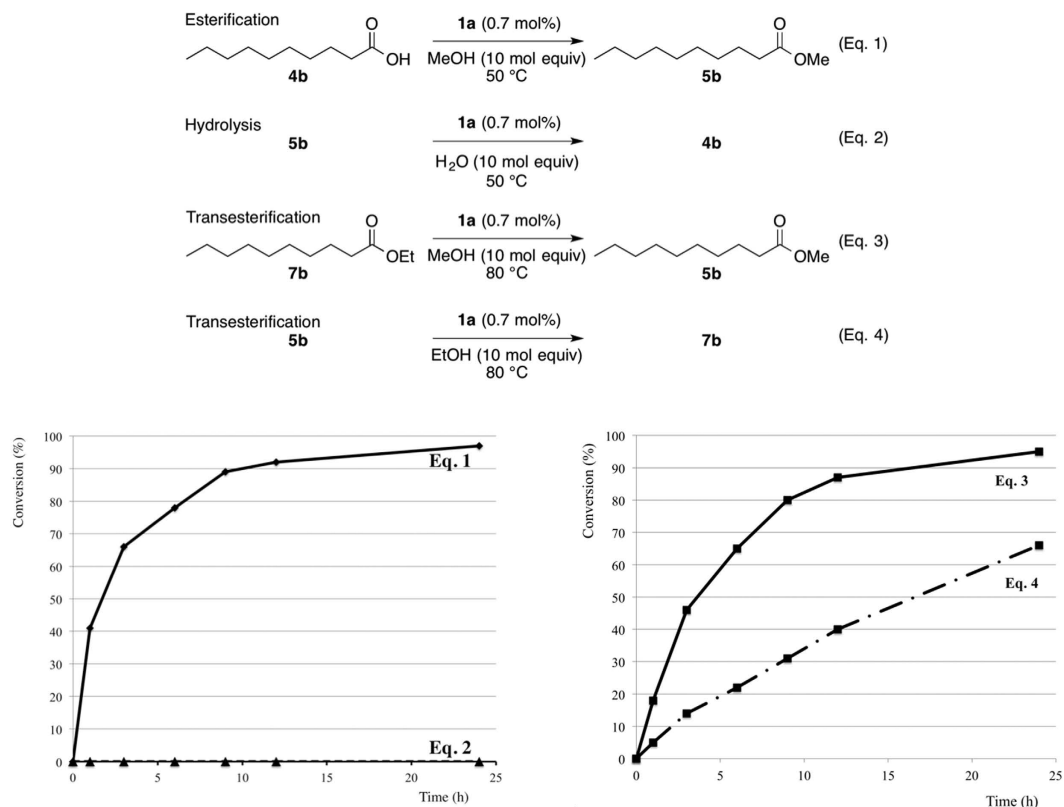 Esterification
O
OH
4b
1a (0.7 mol%)
MeOH (10 mol equiv)
50 °C
O
OMe
5b
(Eq. 1)
Hydrolysis
5b
1a (0.7 mol%)
H₂O (10 mol equiv)
50 °C
4b
(Eq. 2)
Transesterification
O
OEt
7b
1a (0.7 mol%)
MeOH (10 mol equiv)
80 °C
O
OMe
5b
(Eq. 3)
Transesterification
5b
1a (0.7 mol%)
EtOH (10 mol equiv)
80 °C
7b
(Eq. 4)
Conversion (%)
100
90
80
70
60
50
40
30
20
10
0
Eq. 1
Eq. 2
0 5 10 15 20 25
Time (h)
Conversion (%)
100
90
80
70
60
50
40
30
20
10
0
Eq. 3
Eq. 4
0 5 10 15 20 25
Time (h)